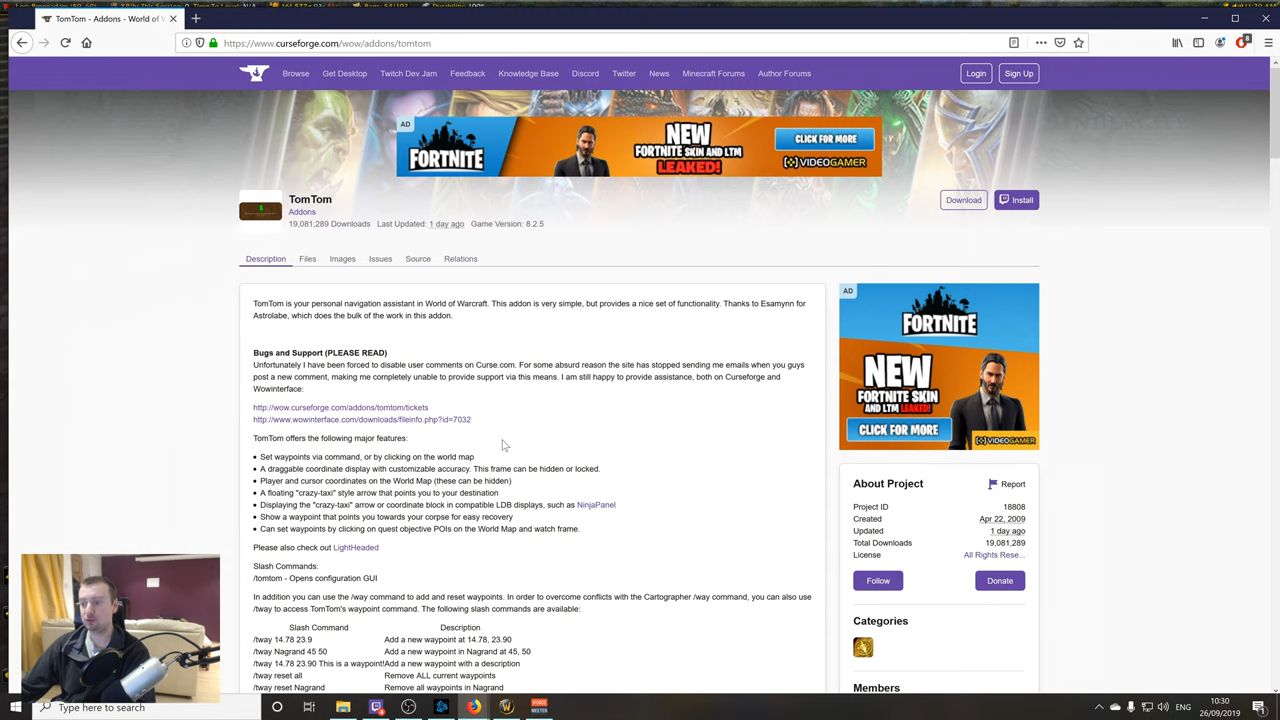 TomTom - Addons - World of W
https://www.curseforge.com/wow/addons/tomtom
8
Browse Get Desktop Twitch Dev Jam Feedback Knowledge Base Discord Twitter News Minecraft Forums Author Forums
Login Sign Up
AD
FORTNITE
NEW
FORTNITE SKIN AND LTM
LEAKED!
CLICK FOR MORE
VIDEOGAMER
TomTom
Addons
19,081,289 Downloads Last Updated: 1 day ago Game Version: 8.2.5
Download Install
Description Files Images Issues Source Relations
TomTom is your personal navigation assistant in World of Warcraft. This addon is very simple, but provides a nice set of functionality. Thanks to Esamynn for
Astrolabe, which does the bulk of the work in this addon.
Bugs and Support (PLEASE READ)
Unfortunately I have been forced to disable user comments on Curse.com. For some absurd reason the site has stopped sending me emails when you guys
post a new comment, making me completely unable to provide support via this means. I am still happy to provide assistance, both on Curseforge and
Wowinterface:
http://wow.curseforge.com/addons/tomtom/tickets
http://www.wowinterface.com/downloads/fileinfo.php?id=7032
TomTom offers the following major features:
Set waypoints via command, or by clicking on the world map
A draggable coordinate display with customizable accuracy. This frame can be hidden or locked.
Player and cursor coordinates on the World Map (these can be hidden)
A floating "crazy-taxi" style arrow that points you to your destination
Displaying the "crazy-taxi" arrow or coordinate block in compatible LDB displays, such as NinjaPanel
Show a waypoint that points you towards your corpse for easy recovery
Can set waypoints by clicking on quest objective POIs on the World Map and watch frame.
Please also check out LightHeaded
Slash Commands:
/tomtom - Opens configuration GUI
In addition you can use the /way command to add and reset waypoints. In order to overcome conflicts with the Cartographer /way command, you can also use
/tway to access TomTom's waypoint command. The following slash commands are available:
Slash Command Description
/tway 14.78 23.9 Add a new waypoint at 14.78, 23.90
/tway Nagrand 45 50 Add a new waypoint in Nagrand at 45, 50
/tway 14.78 23.90 This is a waypoint!Add a new waypoint with a description
/tway reset all Remove ALL current waypoints
/tway reset Nagrand Remove all waypoints in Nagrand
AD
FORTNITE
NEW
FORTNITE SKIN
AND LTM
LEAKED!
CLICK FOR MORE
VIDEOGAMER
About Project Report
Project ID 18808
Created Apr 22, 2009
Updated 1 day ago
Total Downloads 19,081,289
License All Rights Rese...
Follow Donate
Categories
Members
Type here to search
VOICE
MEETER
ENG
10:30
26/09/2019